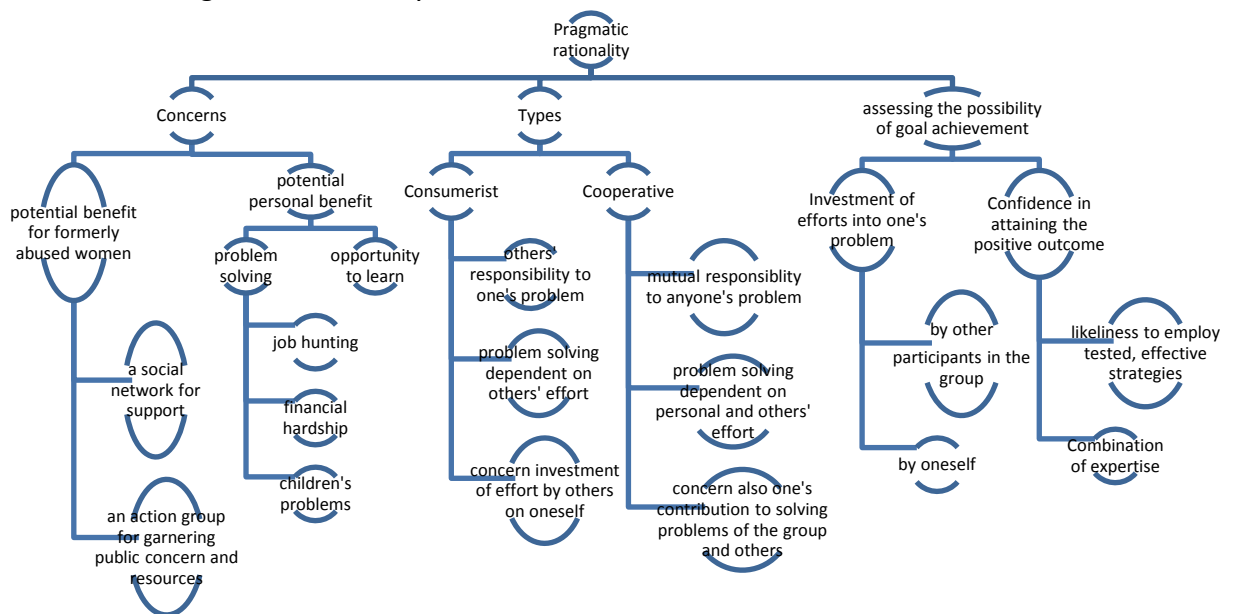 Pragmatic
rationality
Concerns
Types
assessing the possibility
of goal achievement
potential benefit
for formerly
abused women
potential
personal benefit
Consumerist
Cooperative
Investment of
efforts into one's
problem
Confidence in
attaining the
positive outcome
problem
solving
opportunity
to learn
others'
responsibility to
one's problem
mutual responsiblity
to anyone's problem
by other
participants in the
group
likeliness to employ
tested, effective
strategies
a social
network for
support
job hunting
problem solving
dependent on
others' effort
problem solving
dependent on
personal and others'
effort
financial
hardship
by oneself
Combination
of expertise
an action group
for garnering
public concern and
resources
children's
problems
concern investment
of effort by others
on oneself
concern also one's
contribution to solving
problems of the group
and others